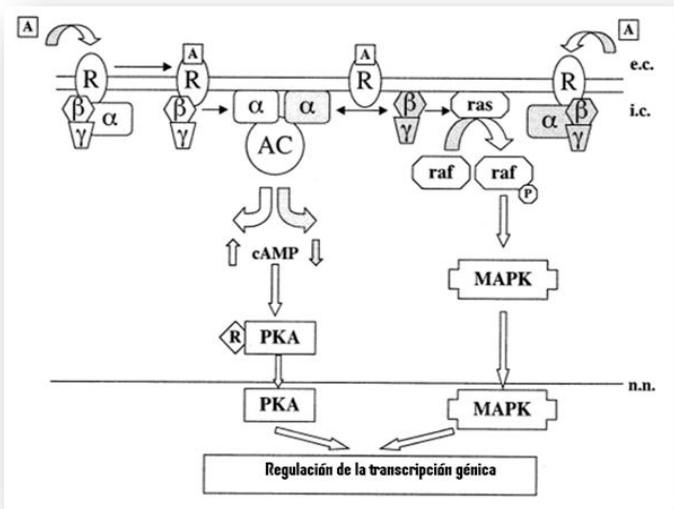 A
A
A
A
e.c.
R
R
R
R
i.c.
β
α
γ
β
γ
α
α
β
γ
ras
α
β
γ
AC
raf
raf
P
cAMP
MAPK
R
PKA
n.n.
PKA
MAPK
Regulación de la transcripción génica